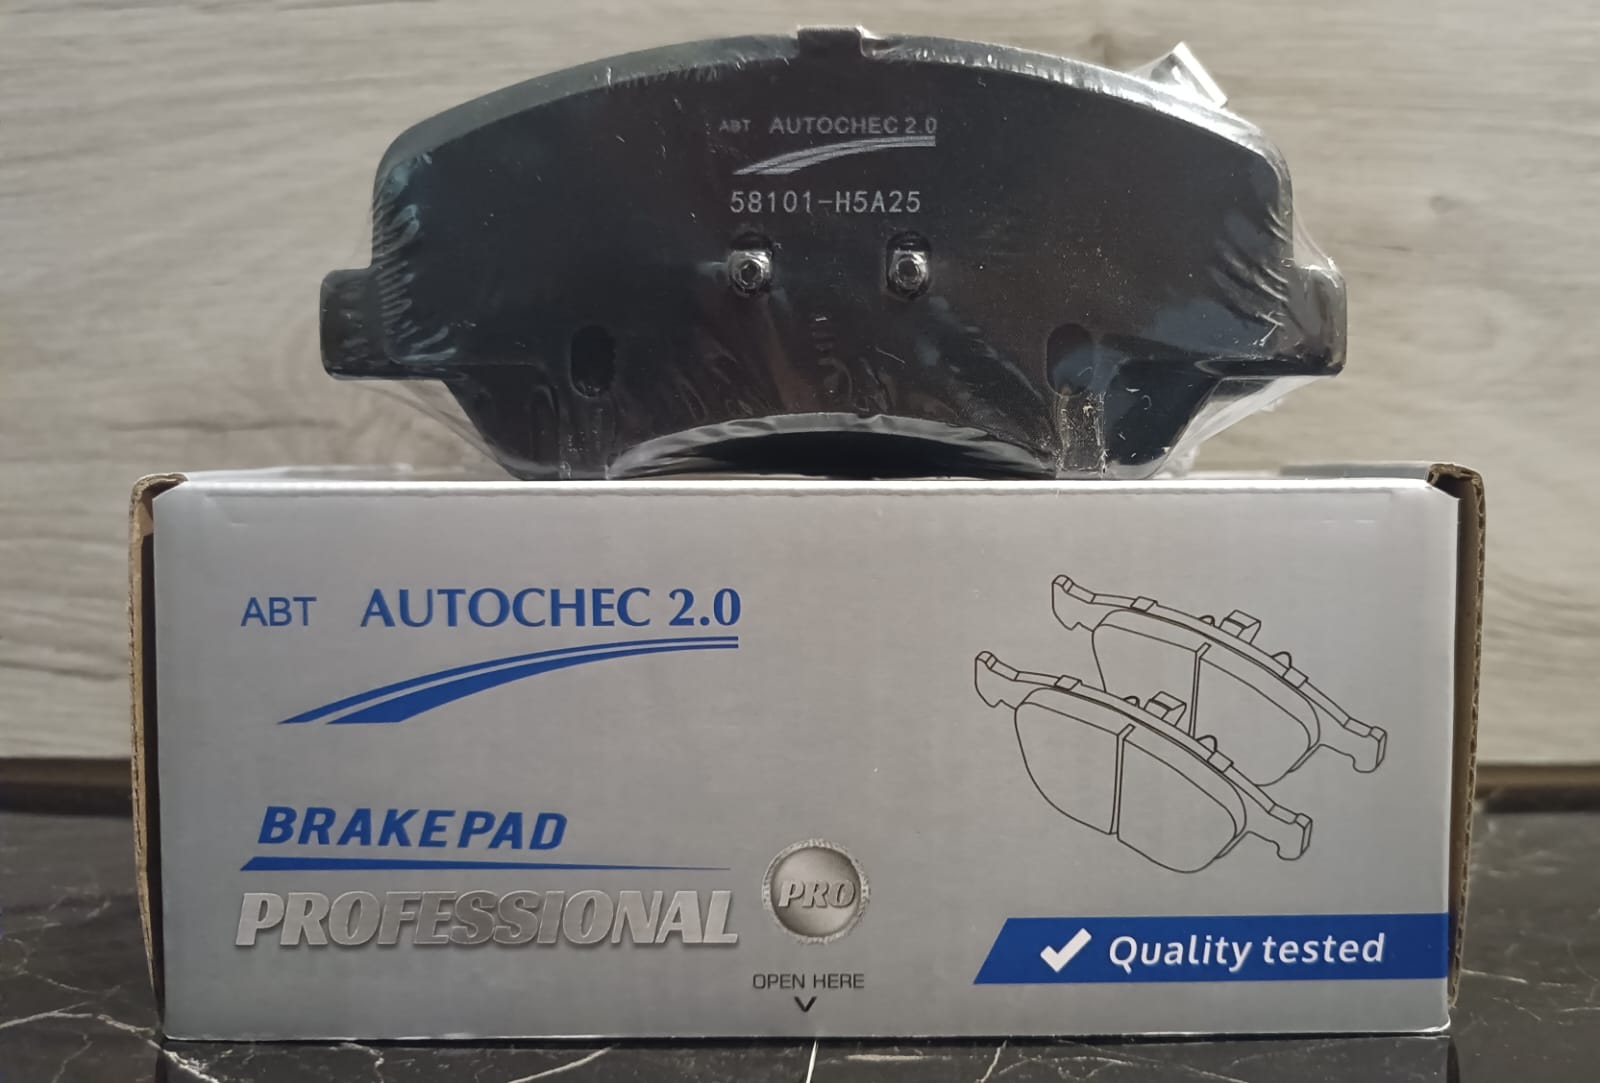 ABT AUTOCHEC 2.0
58101-H5A25
ABT AUTOCHEC 2.0
BRAKEPAD
PROFESSIONAL
PRO
OPEN HERE
Quality tested